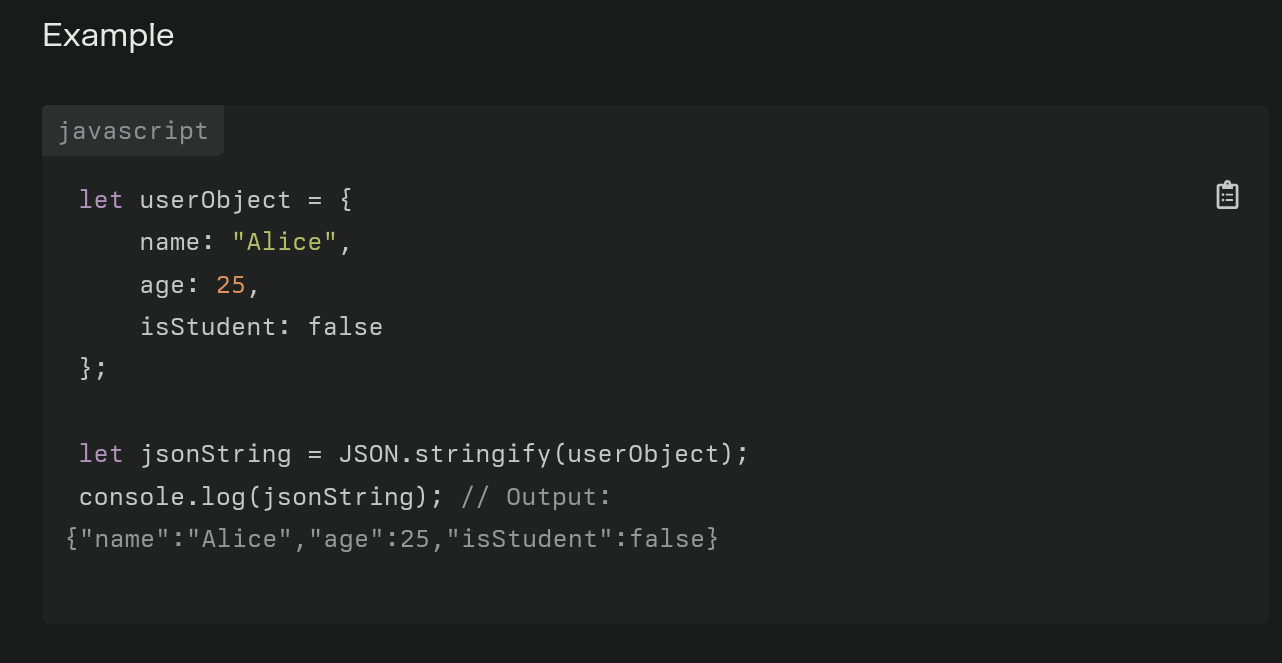 Example
javascript
let userObject = {
    name: "Alice",
    age: 25,
    isStudent: false
};
let jsonString = JSON.stringify(userObject);
console.log(jsonString); // Output:
{"name":"Alice","age":25,"isStudent":false}